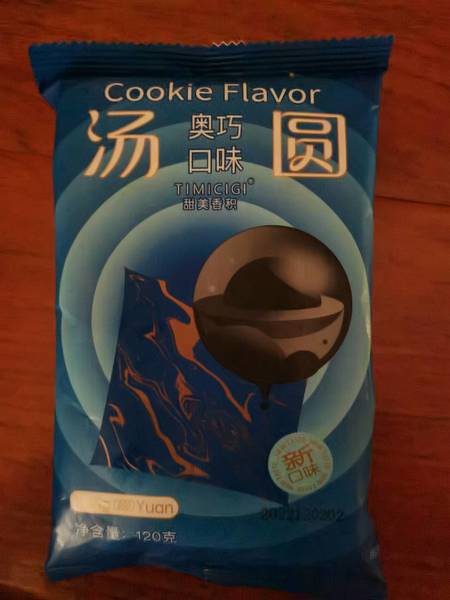 Cookie Flavor
汤 奥巧 圆
口味
TIMICIGI®
甜美香积
新
口味
Yuan
2022120202
净含量：120克